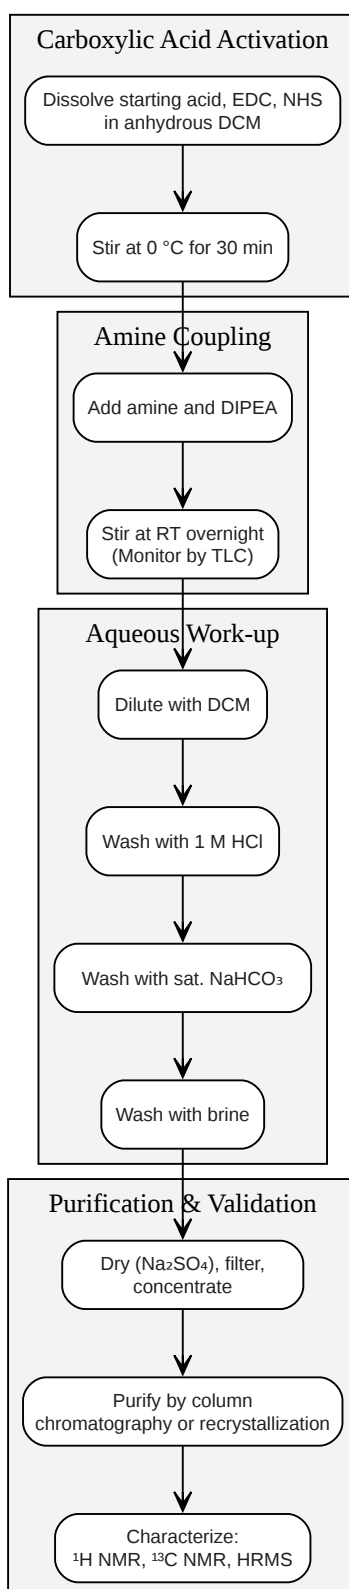 Carboxylic Acid Activation
Dissolve starting acid, EDC, NHS
in anhydrous DCM
Stir at 0 °C for 30 min
Amine Coupling
Add amine and DIPEA
Stir at RT overnight
(Monitor by TLC)
Aqueous Work-up
Dilute with DCM
Wash with 1 M HCl
Wash with sat. NaHCO₃
Wash with brine
Purification & Validation
Dry (Na₂SO₄), filter,
concentrate
Purify by column
chromatography or recrystallization
Characterize:
¹H NMR, ¹³C NMR, HRMS